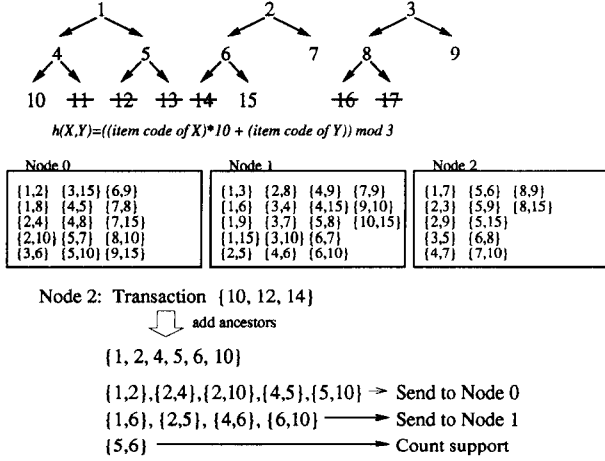 1 2 3
4 5 6 7 8 9
10 11 12 13 14 15 16 17
h(X,Y)=((item code of X)*10 + (item code of Y)) mod 3
Node 0 Node 1 Node 2
{1,2} {3,15} {6,9} {1,3} {2,8} {4,9} {7,9} {1,7} {5,6} {8,9}
{1,8} {4,5} {7,8} {1,6} {3,4} {4,15} {9,10} {2,3} {5,9} {8,15}
{2,4} {4,8} {7,15} {1,9} {3,7} {5,8} {10,15} {2,9} {5,15}
{2,10} {5,7} {8,10} {1,15} {3,10} {6,7} {3,5} {6,8}
{3,6} {5,10} {9,15} {2,5} {4,6} {6,10} {4,7} {7,10}
Node 2: Transaction {10, 12, 14}
add ancestors
{1, 2, 4, 5, 6, 10}
{1,2},{2,4},{2,10},{4,5},{5,10} → Send to Node 0
{1,6}, {2,5}, {4,6}, {6,10} → Send to Node 1
{5,6} → Count support